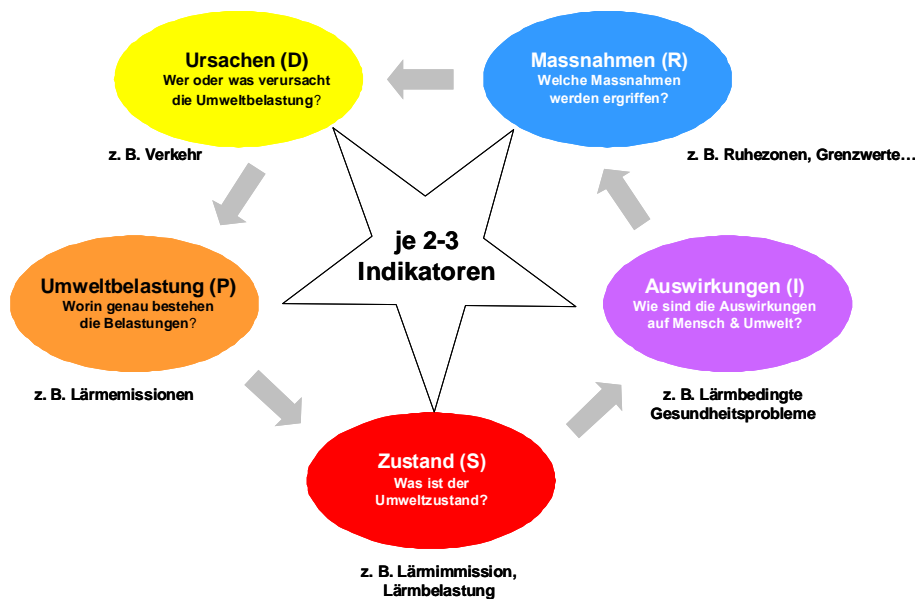 Ursachen (D)
Wer oder was verursacht
die Umweltbelastung?
z. B. Verkehr
Massnahmen (R)
Welche Massnahmen
werden ergriffen?
z. B. Ruhezonen, Grenzwerte…
je 2-3
Indikatoren
Umweltbelastung (P)
Worin genau bestehen
die Belastungen?
z. B. Lärmemissionen
Auswirkungen (I)
Wie sind die Auswirkungen
auf Mensch & Umwelt?
z. B. Lärmbedingte
Gesundheitsprobleme
Zustand (S)
Was ist der
Umweltzustand?
z. B. Lärmimmission,
Lärmbelastung